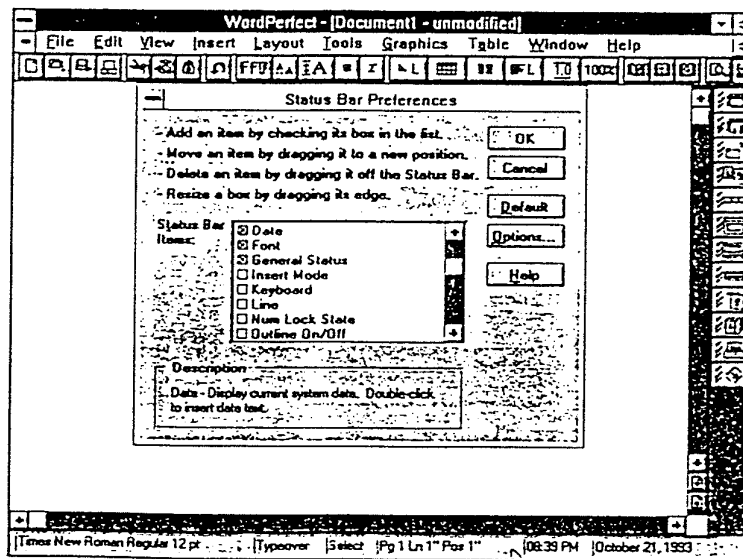 WordPerfect - [Document1 - unmodified]
File Edit View Insert Layout Tools Graphics Table Window Help
100%
Status Bar Preferences
- Add an item by checking its box in the list.
- Move an item by dragging it to a new position.
- Delete an item by dragging it off the Status Bar.
- Resize a box by dragging its edge.
OK
Cancel
Default
Options...
Help
Status Bar
Items:
Date
Font
General Status
Insert Mode
Keyboard
Line
Num Lock State
Outline On/Off
Description
Date - Display current system date. Double-click
to insert date text.
Times New Roman Regular 12 pt Typeover Select Pg 1 Ln 1" Pos 1" 08:39 PM October 21, 1993